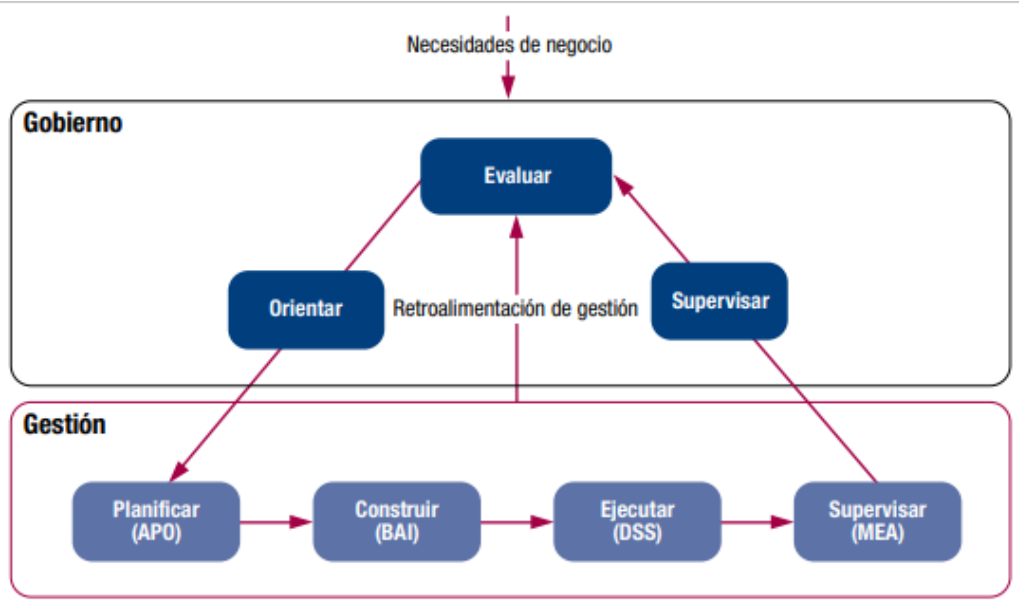 Necesidades de negocio
Gobierno
Evaluar
Orientar
Retroalimentación de gestión
Supervisar
Gestión
Planificar
(APO)
Construir
(BAI)
Ejecutar
(DSS)
Supervisar
(MEA)